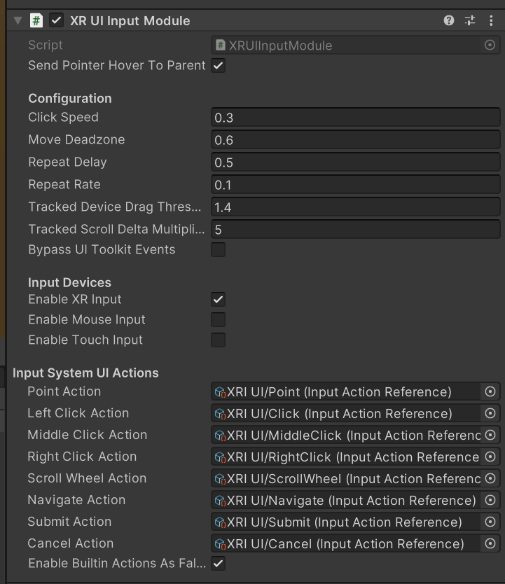 # XR UI Input Module
Script # XRUIInputModule
Send Pointer Hover To Parent
Configuration
Click Speed 0.3
Move Deadzone 0.6
Repeat Delay 0.5
Repeat Rate 0.1
Tracked Device Drag Thres... 1.4
Tracked Scroll Delta Multipli... 5
Bypass UI Toolkit Events
Input Devices
Enable XR Input
Enable Mouse Input
Enable Touch Input
Input System UI Actions
Point Action XRI UI/Point (Input Action Reference)
Left Click Action XRI UI/Click (Input Action Reference)
Middle Click Action XRI UI/MiddleClick (Input Action Referenc
Right Click Action XRI UI/RightClick (Input Action Reference
Scroll Wheel Action XRI UI/ScrollWheel (Input Action Referenc
Navigate Action XRI UI/Navigate (Input Action Reference)
Submit Action XRI UI/Submit (Input Action Reference)
Cancel Action XRI UI/Cancel (Input Action Reference)
Enable Builtin Actions As Fal...